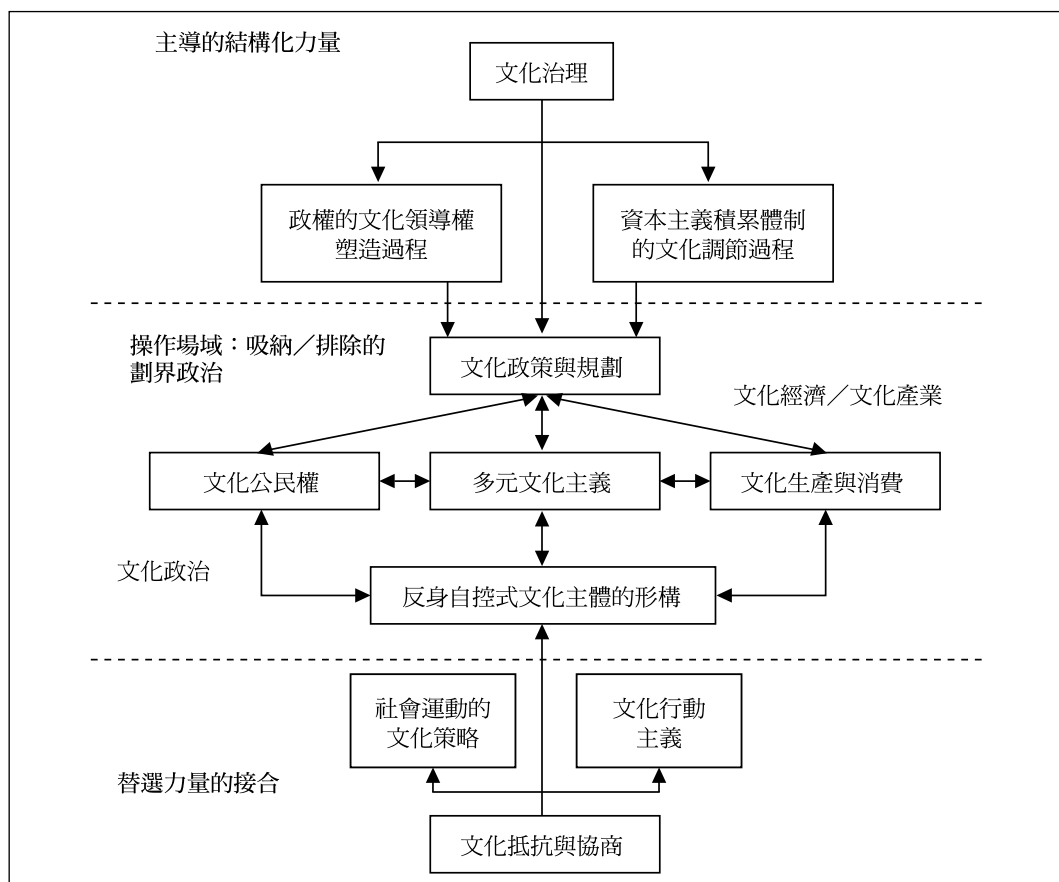 主導的結構化力量
文化治理
政權的文化領導權
塑造過程
資本主義積累體制
的文化調節過程
操作場域：吸納／排除的
劃界政治
文化政策與規劃
文化經濟／文化產業
文化公民權
多元文化主義
文化生產與消費
文化政治
反身自控式文化主體的形構
社會運動的
文化策略
文化行動
主義
替選力量的接合
文化抵抗與協商